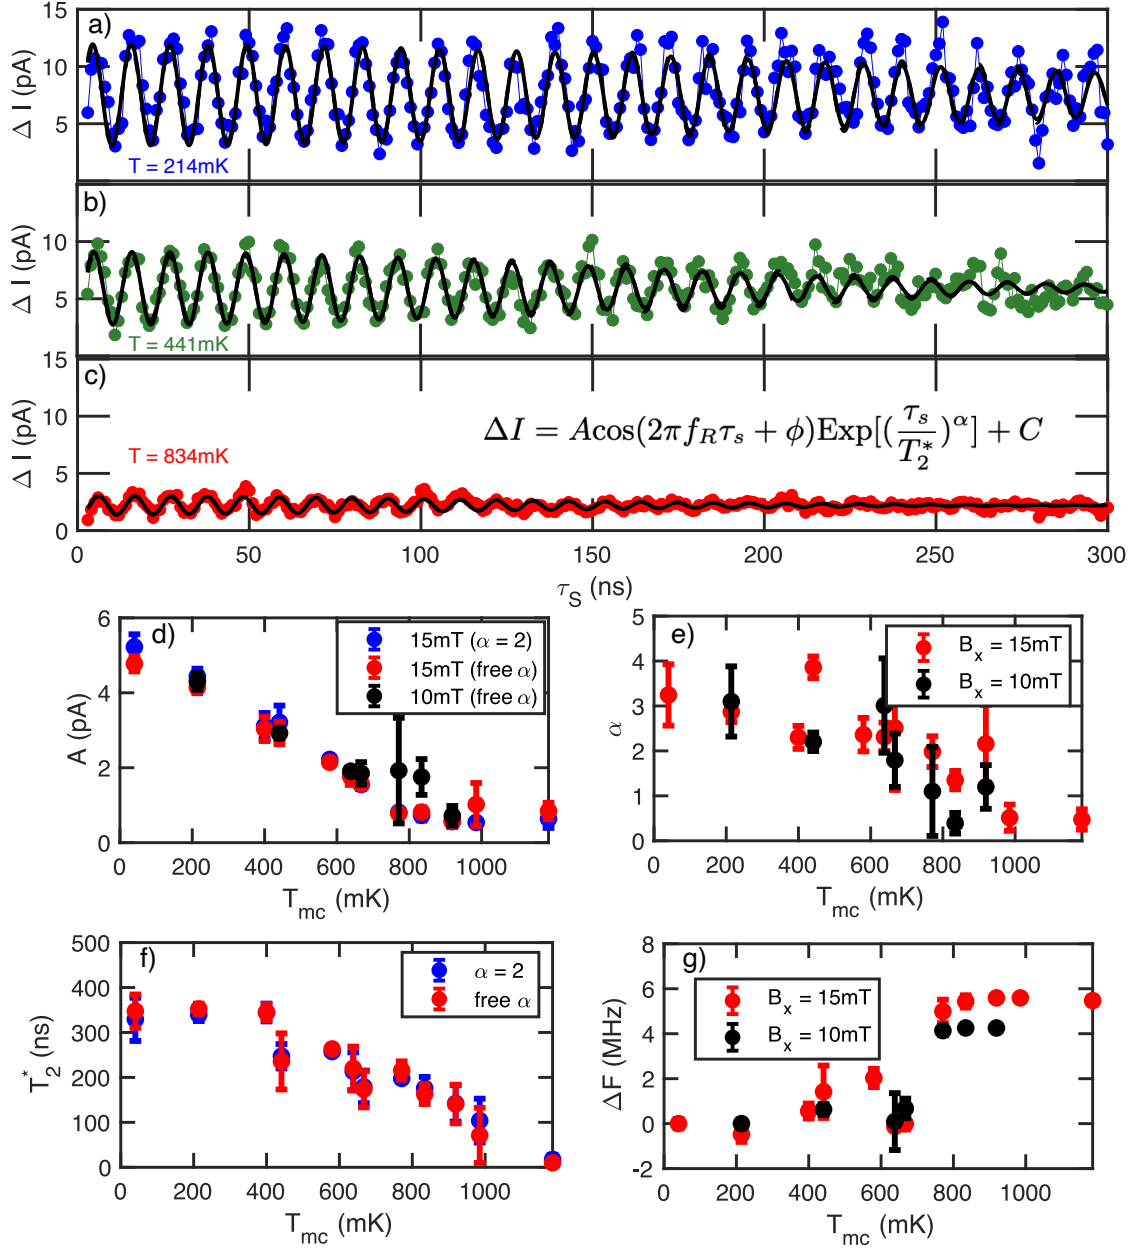 a)
15
10
5
Δ I (pA)
T = 214mK
b)
10
5
Δ I (pA)
T = 441mK
c)
15
10
5
0
Δ I (pA)
T = 834mK
ΔI = Acos(2πf_Rτ_s + ϕ)Exp[(τ_s/T_2^*)^α] + C
0 50 100 150 200 250 300
τ_S (ns)
d)
6
4
2
0
A (pA)
15mT (α = 2)
15mT (free α)
10mT (free α)
0 200 400 600 800 1000
T_mc (mK)
e)
5
4
3
2
1
0
α
B_x = 15mT
B_x = 10mT
0 200 400 600 800 1000
T_mc (mK)
f)
500
400
300
200
100
0
T_2^* (ns)
α = 2
free α
0 200 400 600 800 1000
T_mc (mK)
g)
8
6
4
2
0
-2
ΔF (MHz)
B_x = 15mT
B_x = 10mT
0 200 400 600 800 1000
T_mc (mK)